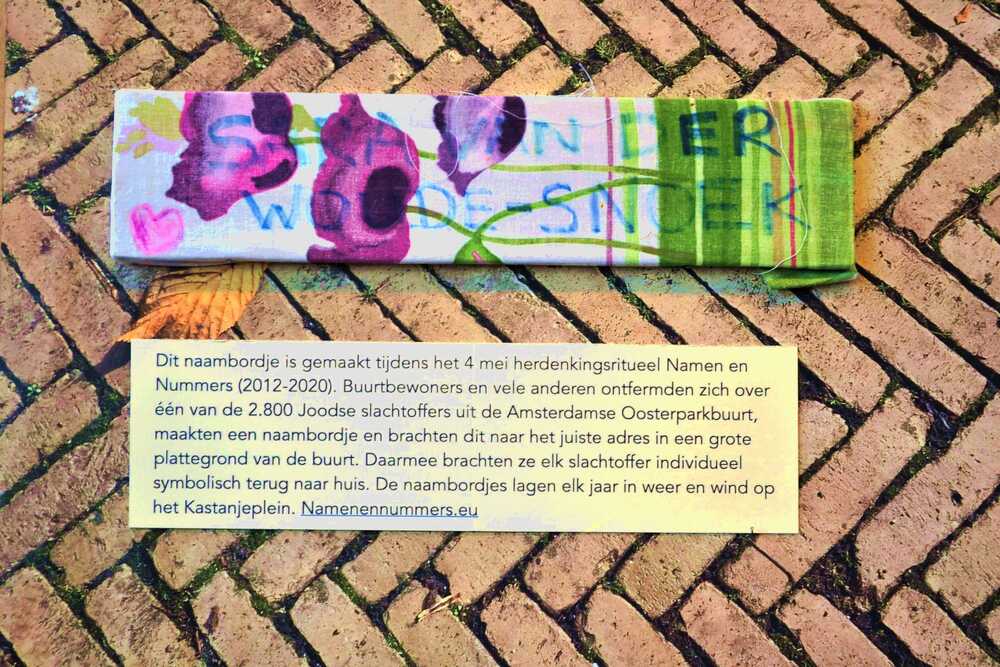 SARA VAN DER
WOUDE-SNOEK
Dit naambordje is gemaakt tijdens het 4 mei herdenkingsritueel Namen en
Nummers (2012-2020). Buurtbewoners en vele anderen ontfermden zich over
één van de 2.800 Joodse slachtoffers uit de Amsterdamse Oosterparkbuurt,
maakten een naambordje en brachten dit naar het juiste adres in een grote
plattegrond van de buurt. Daarmee brachten ze elk slachtoffer individueel
symbolisch terug naar huis. De naambordjes lagen elk jaar in weer en wind op
het Kastanjeplein. Namenennummers.eu